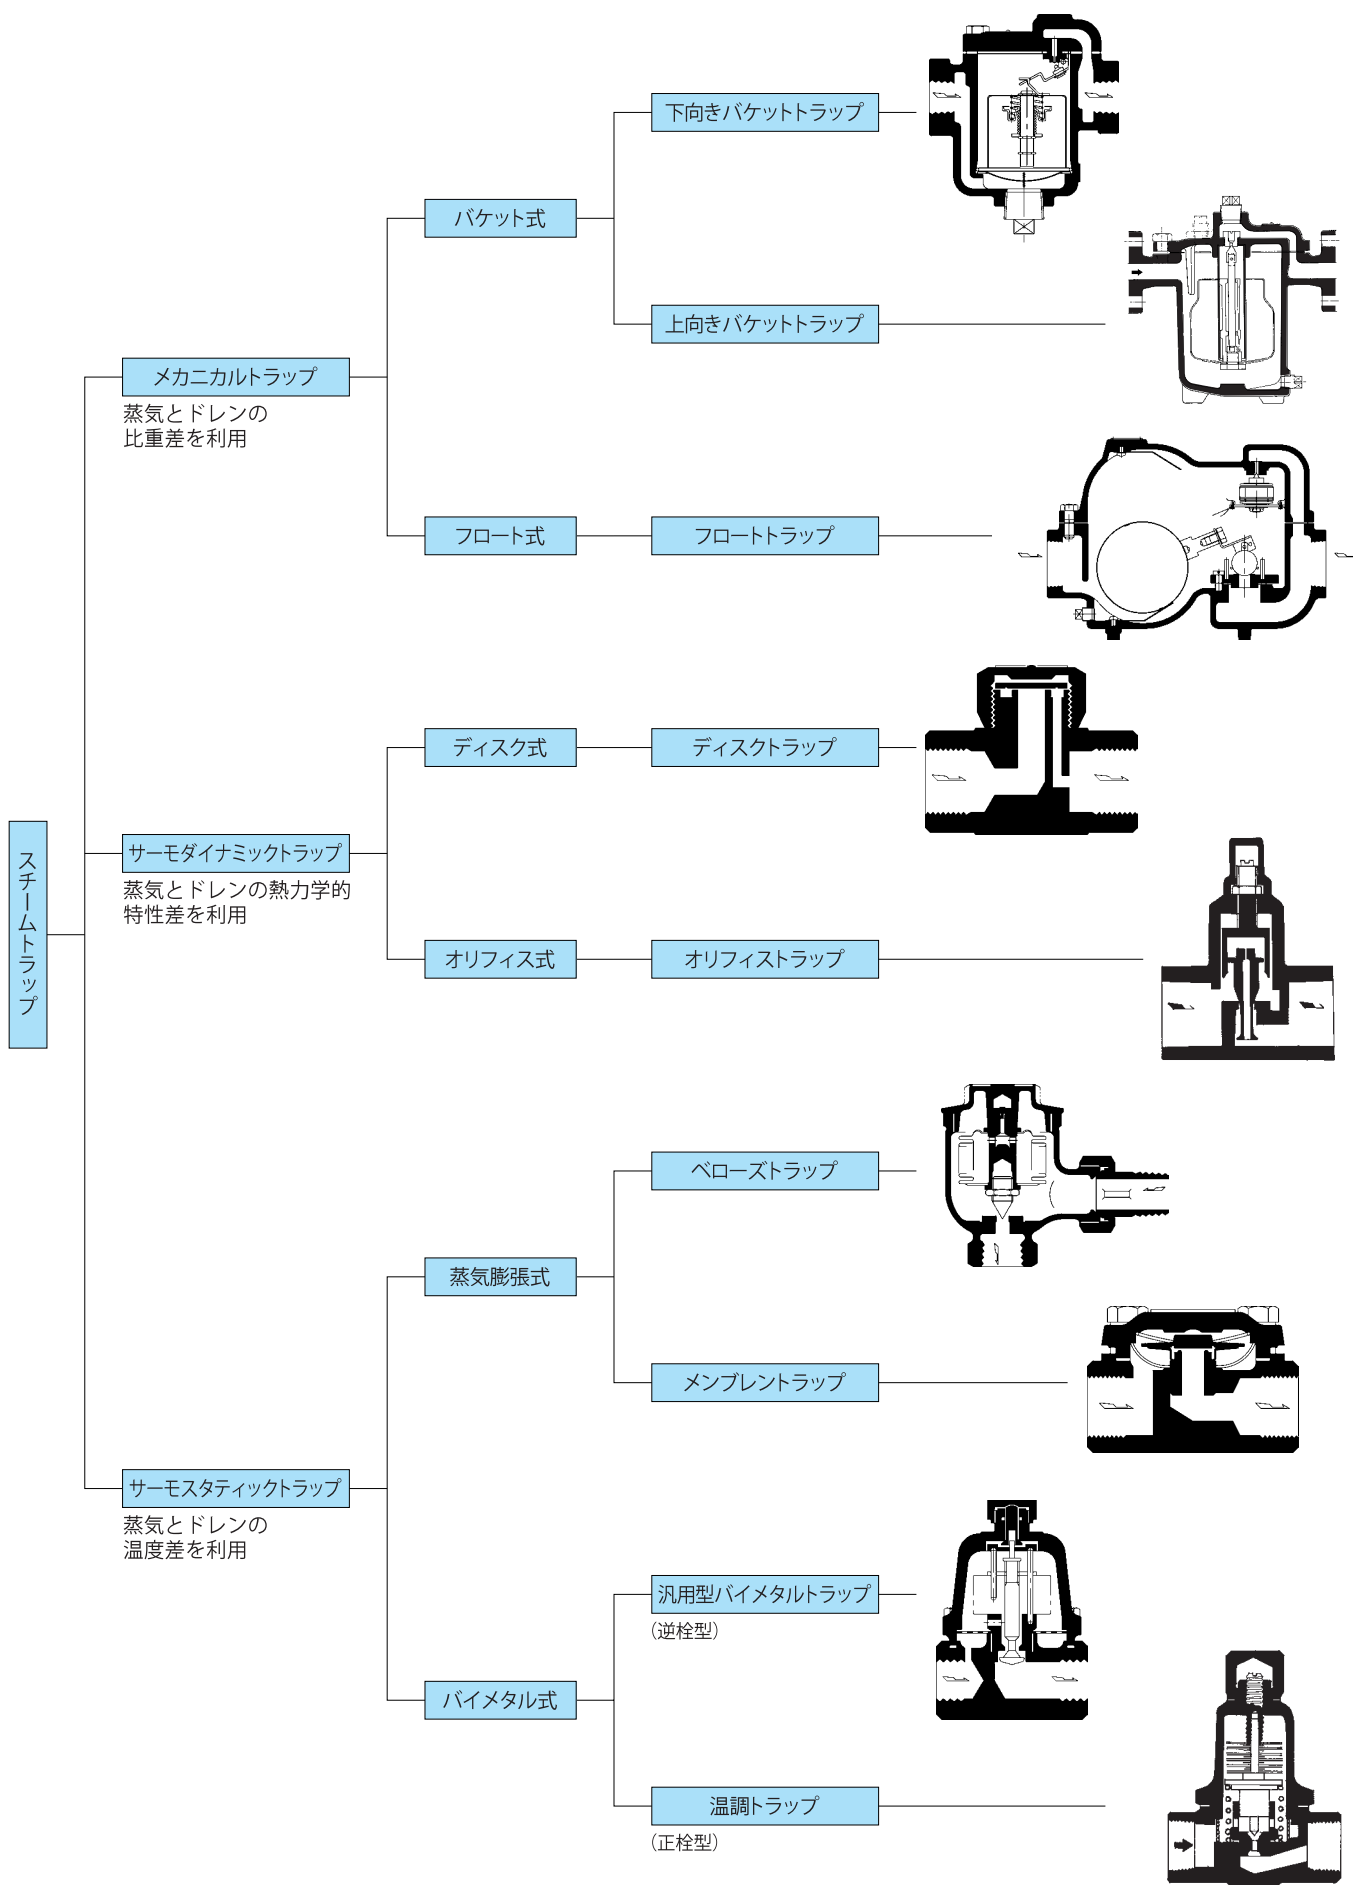 スチームトラップ
メカニカルトラップ
蒸気とドレンの
比重差を利用
バケット式
下向きバケットトラップ
上向きバケットトラップ
フロート式
フロートトラップ
サーモダイナミックトラップ
蒸気とドレンの熱力学的
特性差を利用
ディスク式
ディスクトラップ
オリフィス式
オリフィストラップ
サーモスタティックトラップ
蒸気とドレンの
温度差を利用
蒸気膨張式
ベローズトラップ
メンブレントラップ
バイメタル式
汎用型バイメタルトラップ
(逆栓型)
温調トラップ
(正栓型)